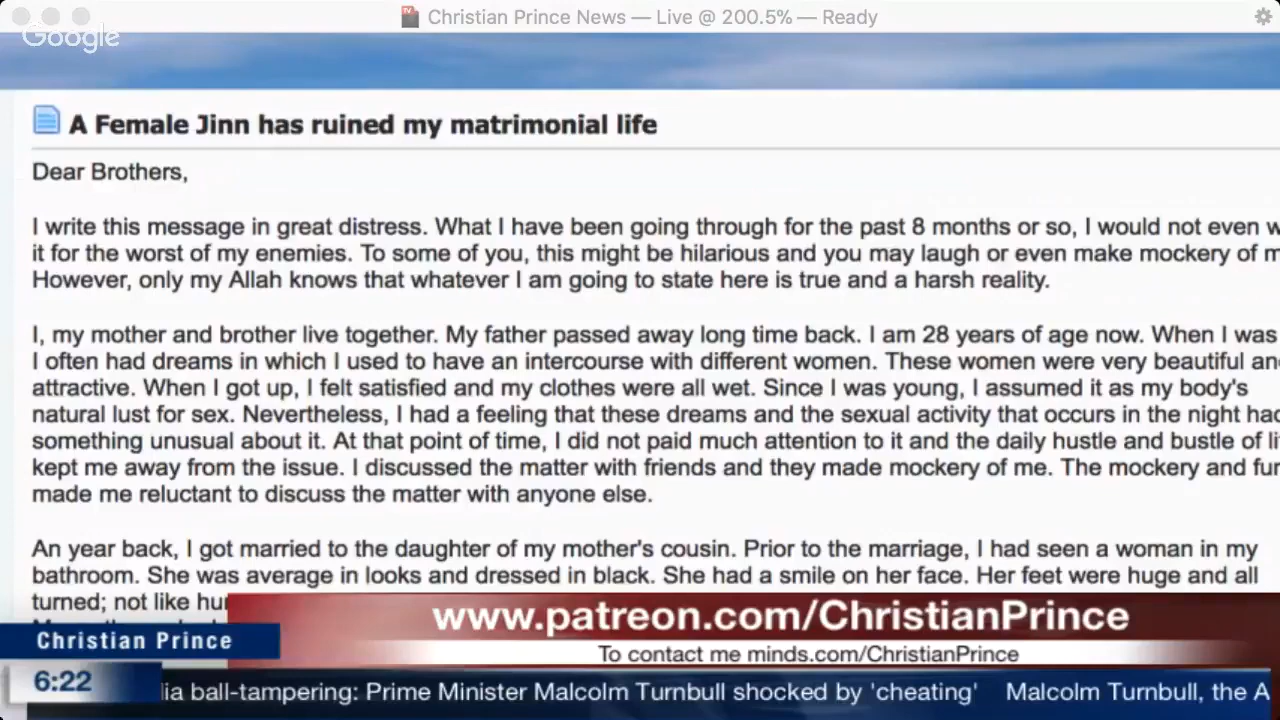 Christian Prince News — Live @ 200.5% — Ready
Google
A Female Jinn has ruined my matrimonial life
Dear Brothers,
I write this message in great distress. What I have been going through for the past 8 months or so, I would not even
it for the worst of my enemies. To some of you, this might be hilarious and you may laugh or even make mockery of
However, only my Allah knows that whatever I am going to state here is true and a harsh reality.
I, my mother and brother live together. My father passed away long time back. I am 28 years of age now. When I was
I often had dreams in which I used to have an intercourse with different women. These women were very beautiful
attractive. When I got up, I felt satisfied and my clothes were all wet. Since I was young, I assumed it as my body's
natural lust for sex. Nevertheless, I had a feeling that these dreams and the sexual activity that occurs in the night
something unusual about it. At that point of time, I did not paid much attention to it and the daily hustle and bustle of
kept me away from the issue. I discussed the matter with friends and they made mockery of me. The mockery and
made me reluctant to discuss the matter with anyone else.
An year back, I got married to the daughter of my mother's cousin. Prior to the marriage, I had seen a woman in my
bathroom. She was average in looks and dressed in black. She had a smile on her face. Her feet were huge and all
turned; not like
www.patreon.com/ChristianPrince
Christian Prince
To contact me minds.com/ChristianPrince
6:22
ball-tampering: Prime Minister Malcolm Turnbull shocked by 'cheating' Malcolm Turnbull, the A